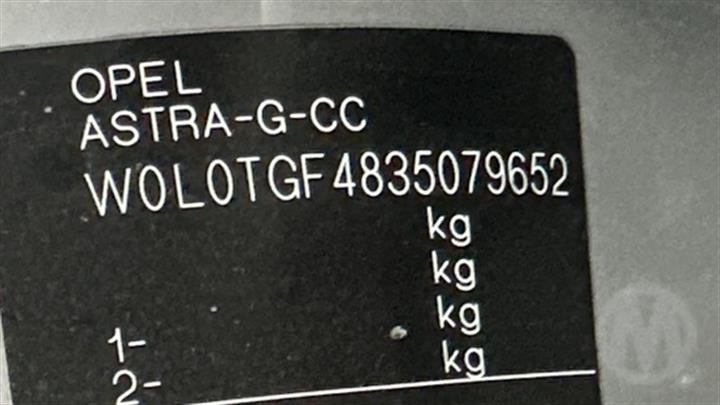 OPEL
ASTRA-G-CC
W0L0TGF4835079652
kg
kg
kg
1-
kg
2-